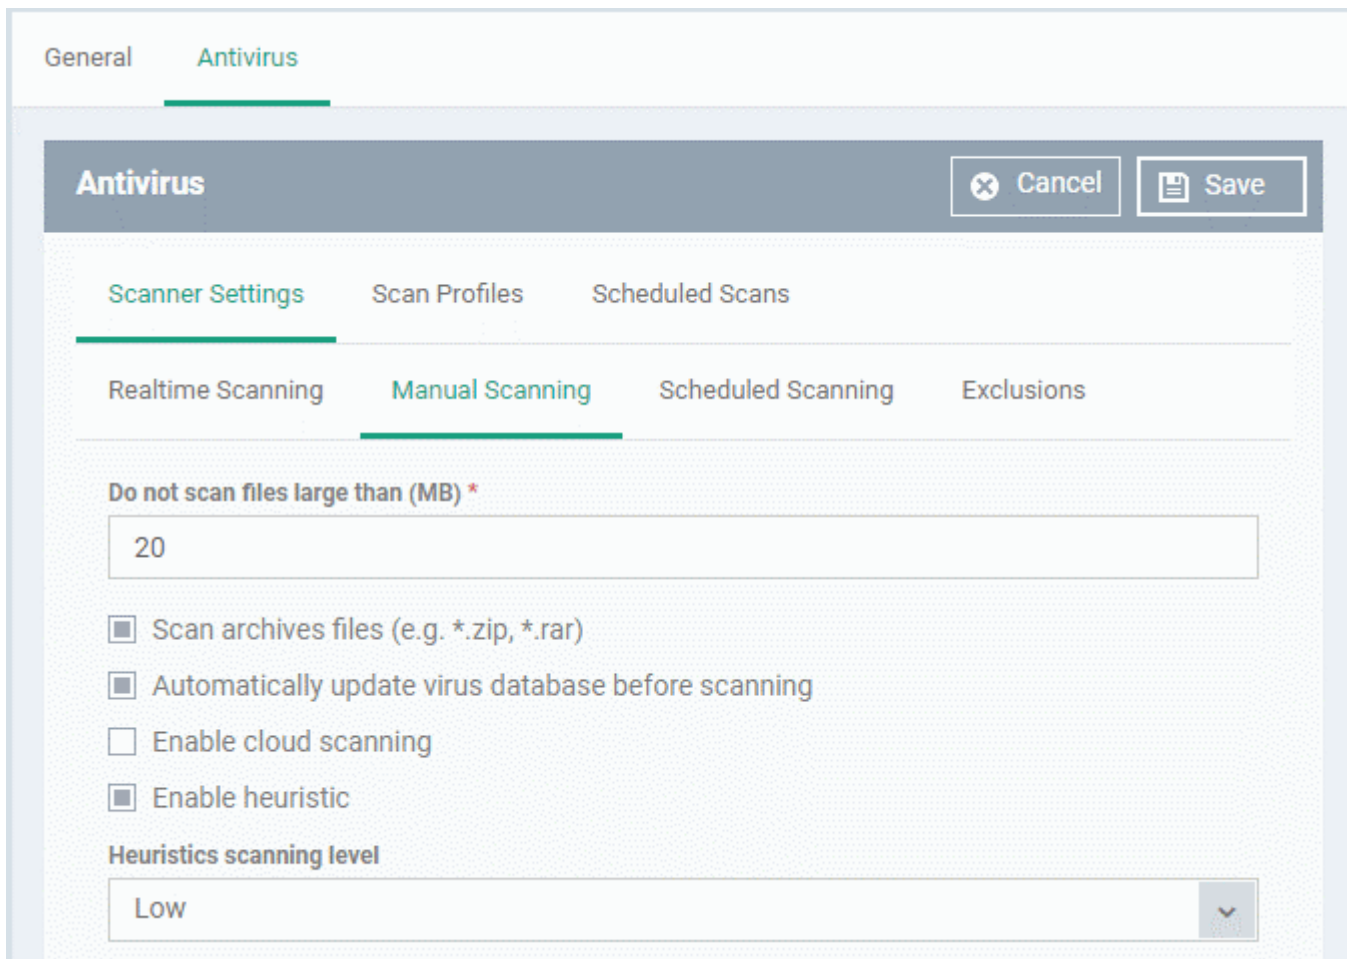 General Antivirus
Antivirus Cancel Save
Scanner Settings Scan Profiles Scheduled Scans
Realtime Scanning Manual Scanning Scheduled Scanning Exclusions
Do not scan files large than (MB) *
20
Scan archives files (e.g. *.zip, *.rar)
Automatically update virus database before scanning
Enable cloud scanning
Enable heuristic
Heuristics scanning level
Low